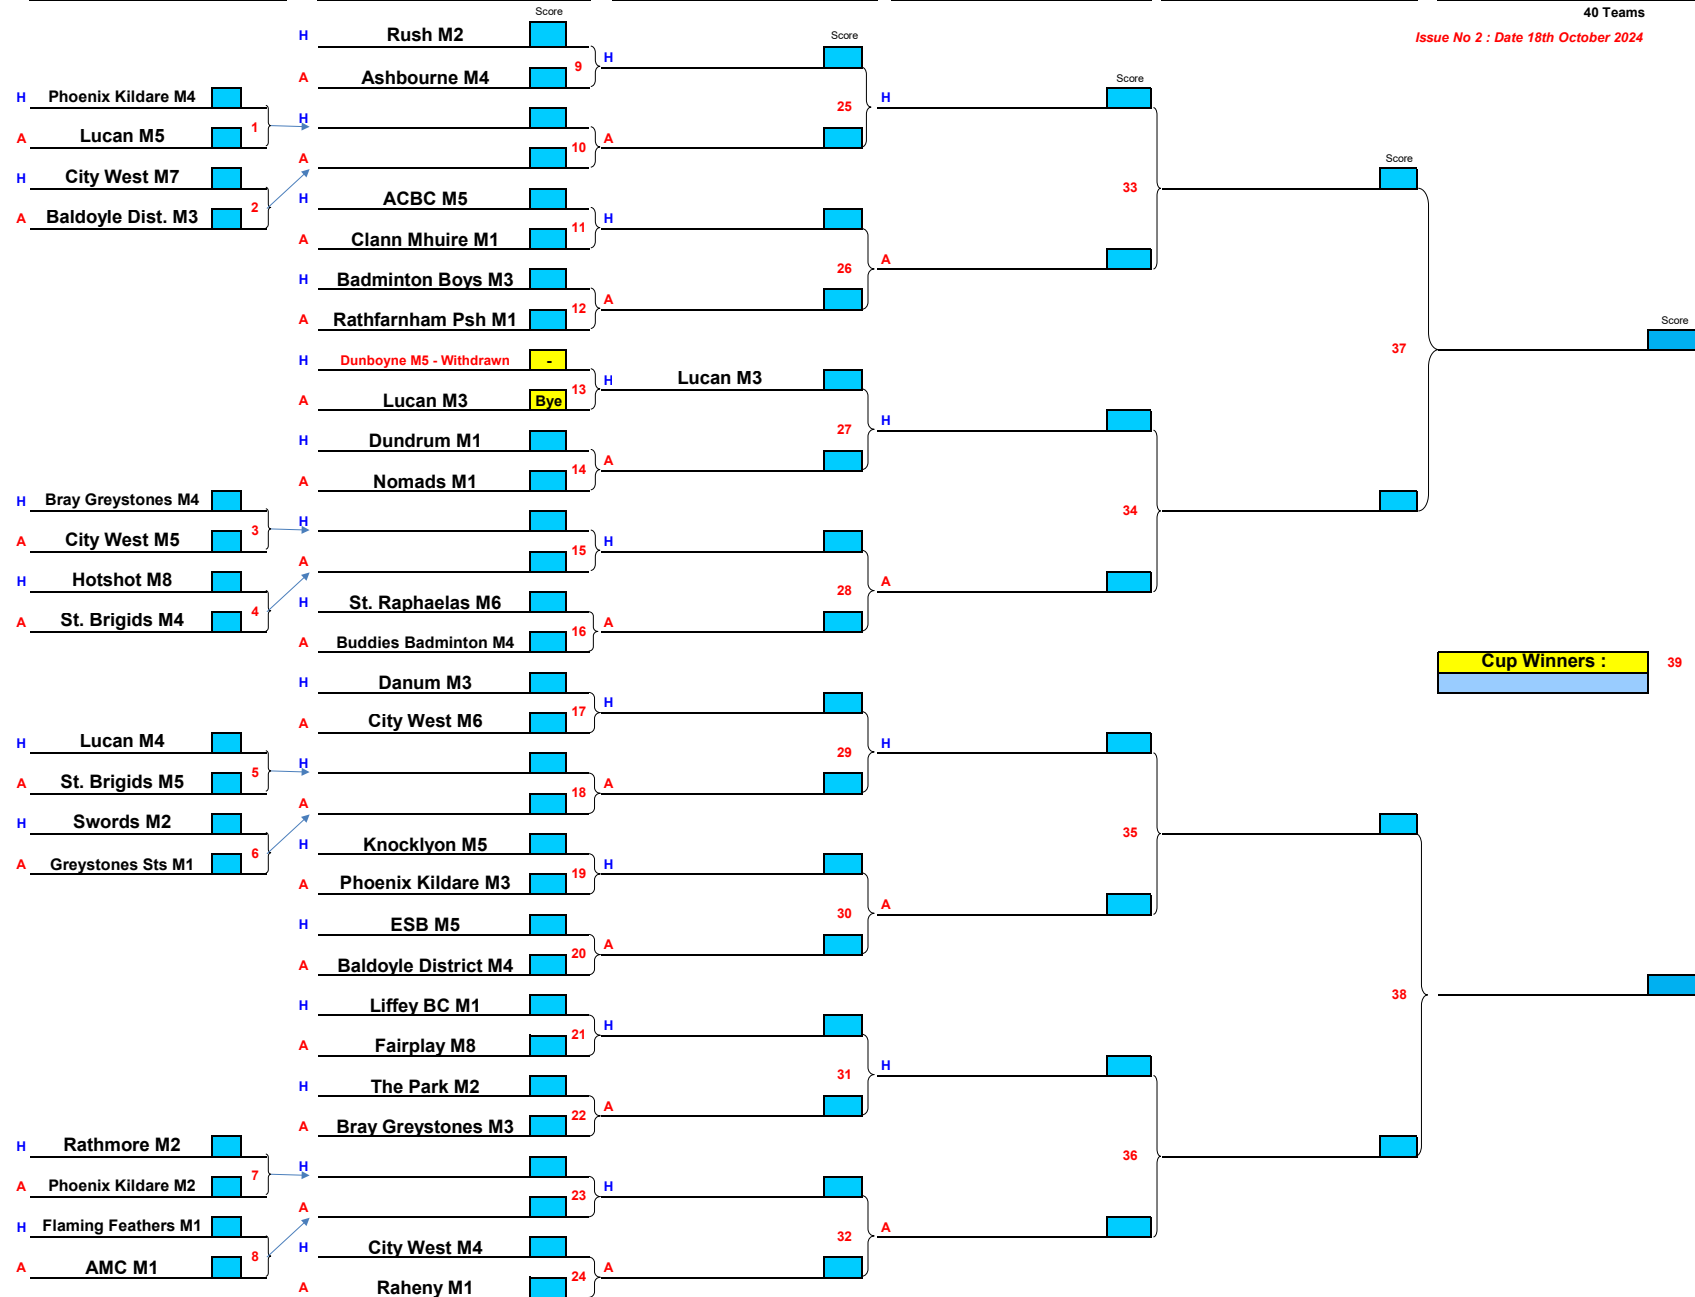 40 Teams
Issue No 2 : Date 18th October 2024
Score
H Rush M2
9
A Ashbourne M4
Score
H
25
H Phoenix Kildare M4
1
A Lucan M5
H City West M7
2
A Baldoyle Dist. M3
H
10
A
A
Score
H
33
H ACBC M5
11
A Clann Mhuire M1
H
26
A
H Badminton Boys M3
12
A Rathfarnham Psh M1
A
Score
Score
37
H Dunboyne M5 - Withdrawn -
13
A Lucan M3 Bye
H Lucan M3
27
H
H Dundrum M1
14
A Nomads M1
A
34
H Bray Greystones M4
3
A City West M5
H Hotshot M8
4
A St. Brigids M4
H
15
A
H
28
A
H St. Raphaelas M6
16
A Buddies Badminton M4
A
Cup Winners : 39
H Danum M3
17
A City West M6
H
29
H
H Lucan M4
5
A St. Brigids M5
H Swords M2
6
A Greystones Sts M1
H
18
A
A
35
H Knocklyon M5
19
A Phoenix Kildare M3
H
30
A
H ESB M5
20
A Baldoyle District M4
A
38
H Liffey BC M1
21
A Fairplay M8
H
31
H
H The Park M2
22
A Bray Greystones M3
A
36
H Rathmore M2
7
A Phoenix Kildare M2
H Flaming Feathers M1
8
A AMC M1
H
23
A
H
32
A
H City West M4
24
A Raheny M1
A